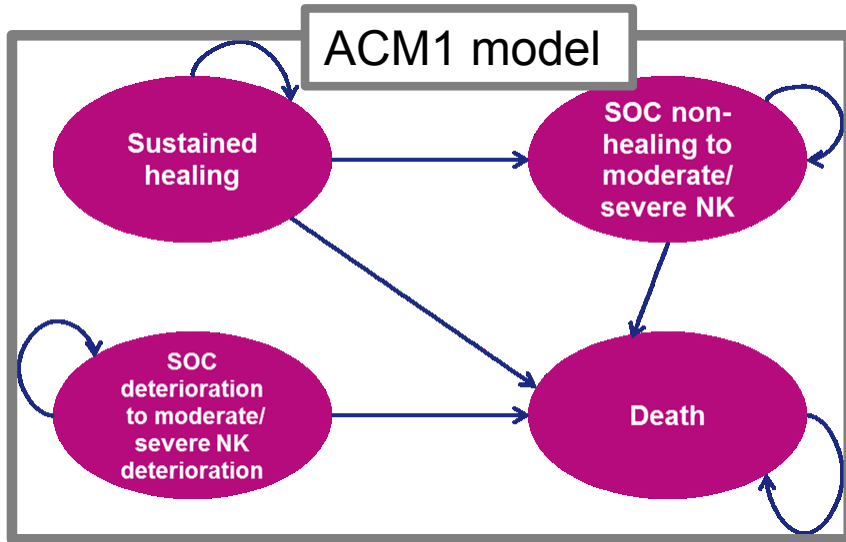 ACM1 model
Sustained
healing
SOC non-
healing to
moderate/
severe NK
SOC
deterioration
to moderate/
severe NK
deterioration
Death